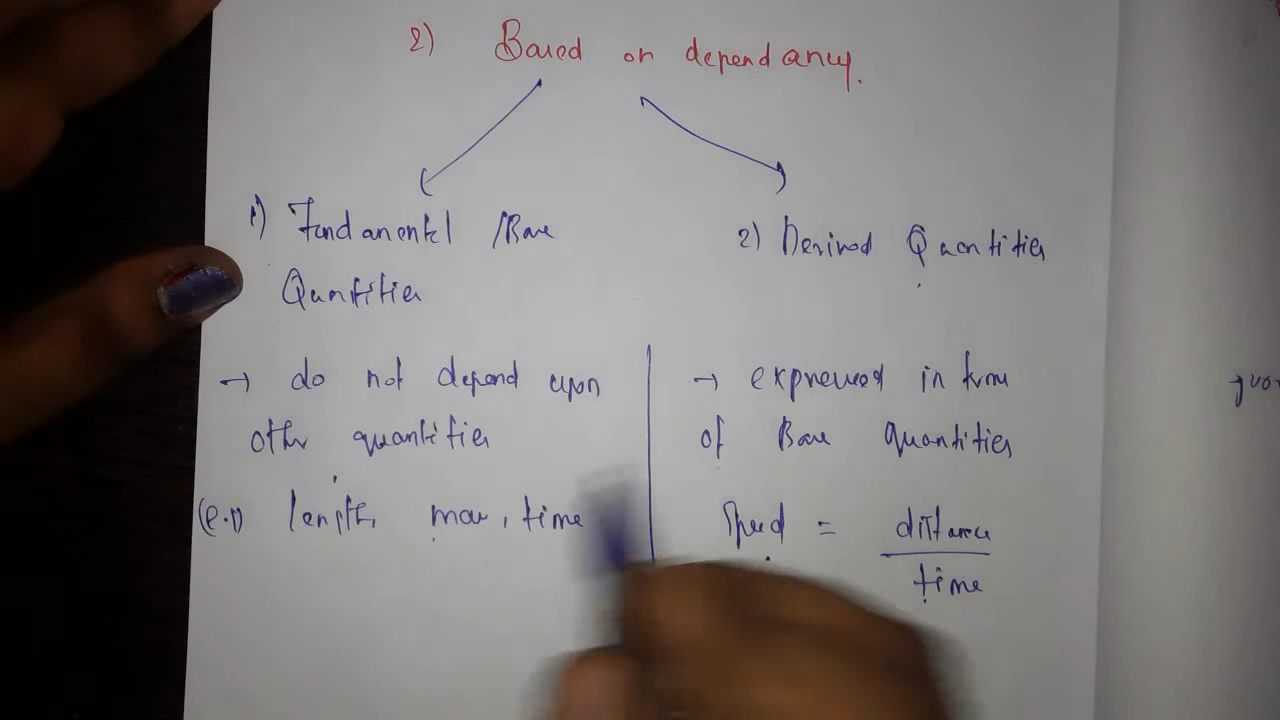 2) Based on dependancy.
1) Fundamental /Base
Quantities
→ do not depend upon
other quantities
(e.g) length, mass, time
2) Derived Quantities
→ expressed in terms
of Base quantities
Speed = distance
time